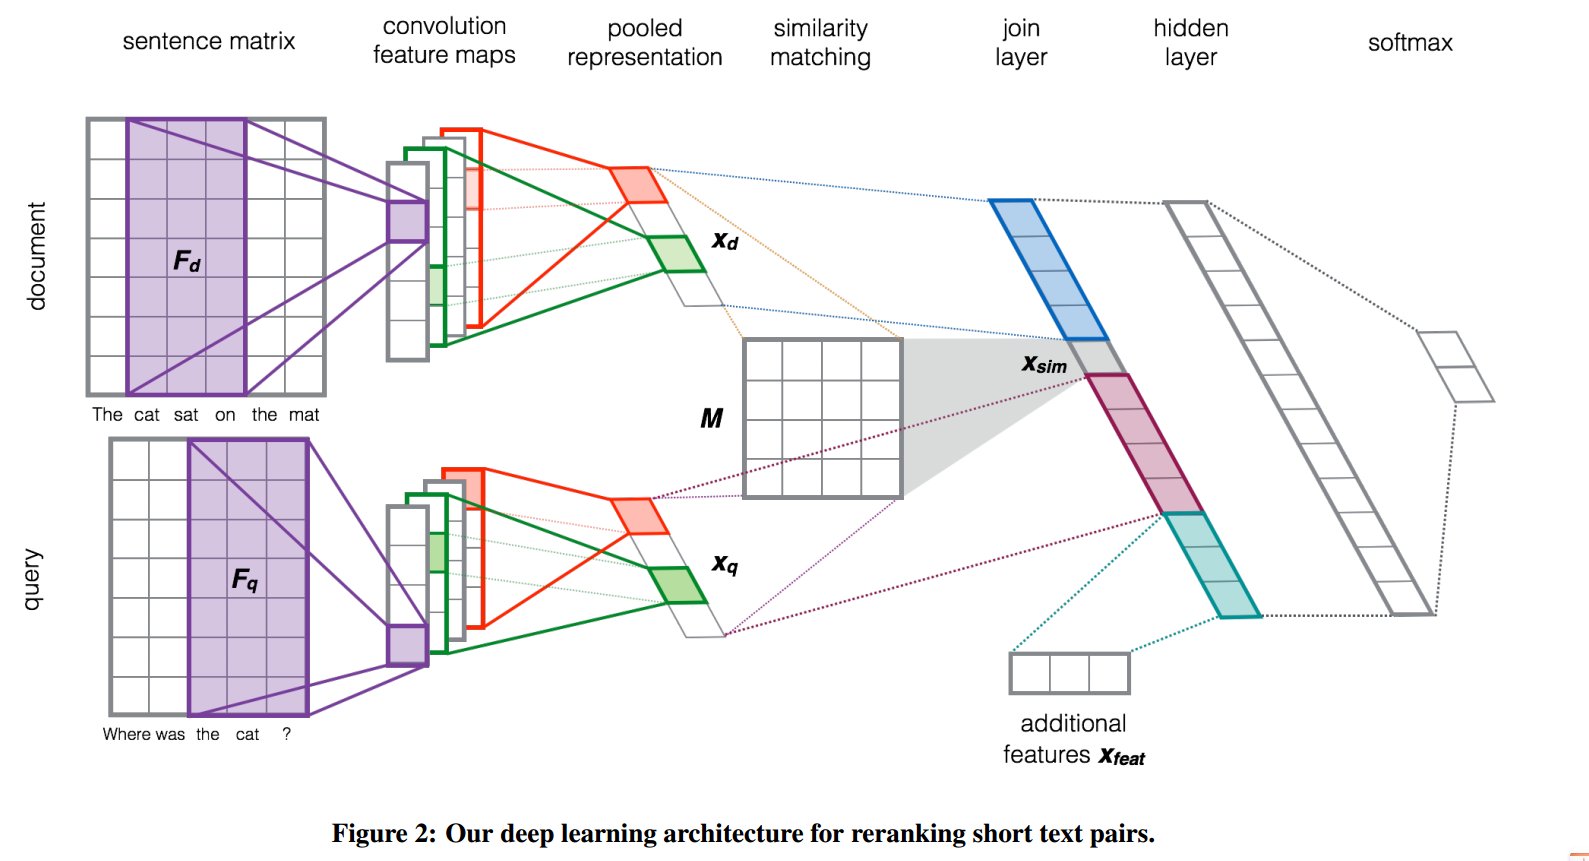 sentence matrix
convolution
feature maps
pooled
representation
similarity
matching
join
layer
hidden
layer
softmax
document
Fd
xd
The cat sat on the mat
M
xsim
query
Fq
xq
Where was the cat ?
additional
features xfeat
Figure 2: Our deep learning architecture for reranking short text pairs.